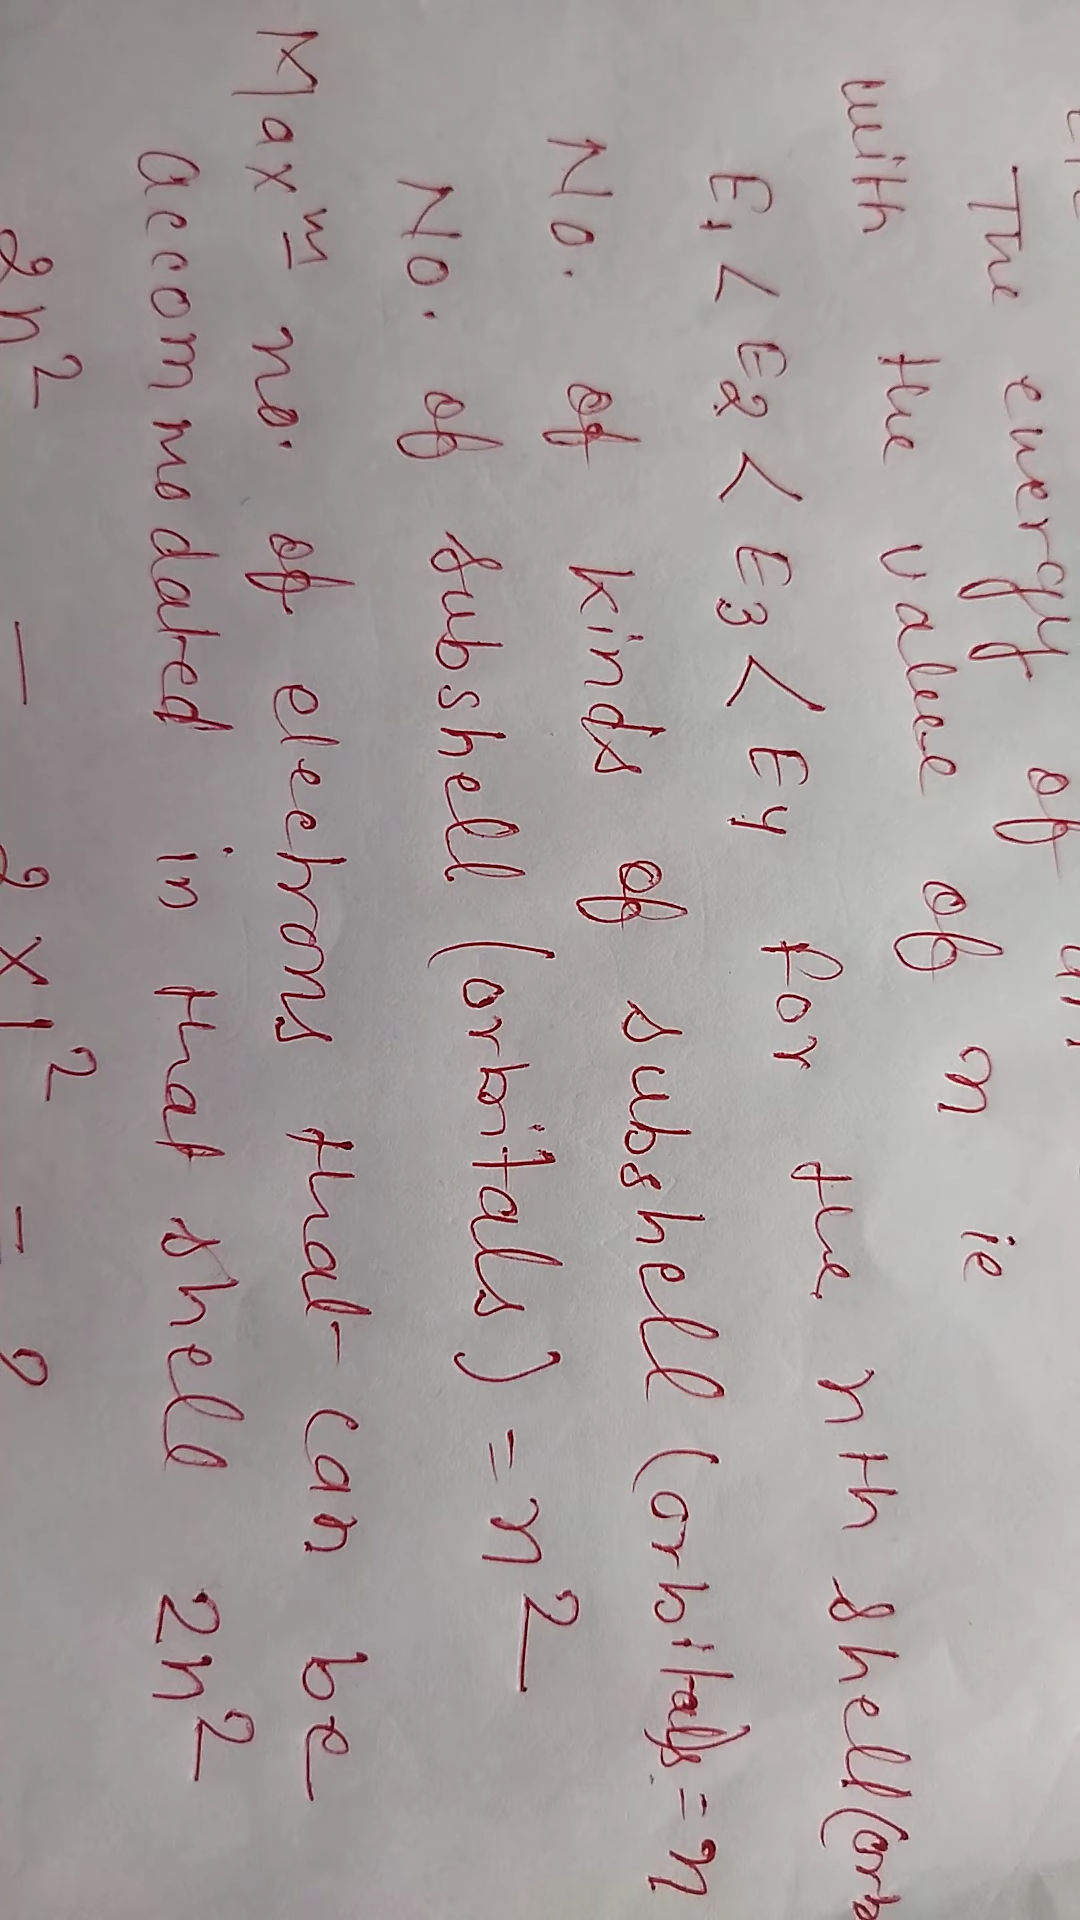 The energy of an
with the value of n ie
E1 < E2 < E3 < E4 for the nth shell (orb
No. of kinds of subshell (orbitals = n
No. of subshell (orbitals) = n²
Maxᵐ no. of electrons that can be
accommodated in that shell 2n²
2n² – 2×1² = 2